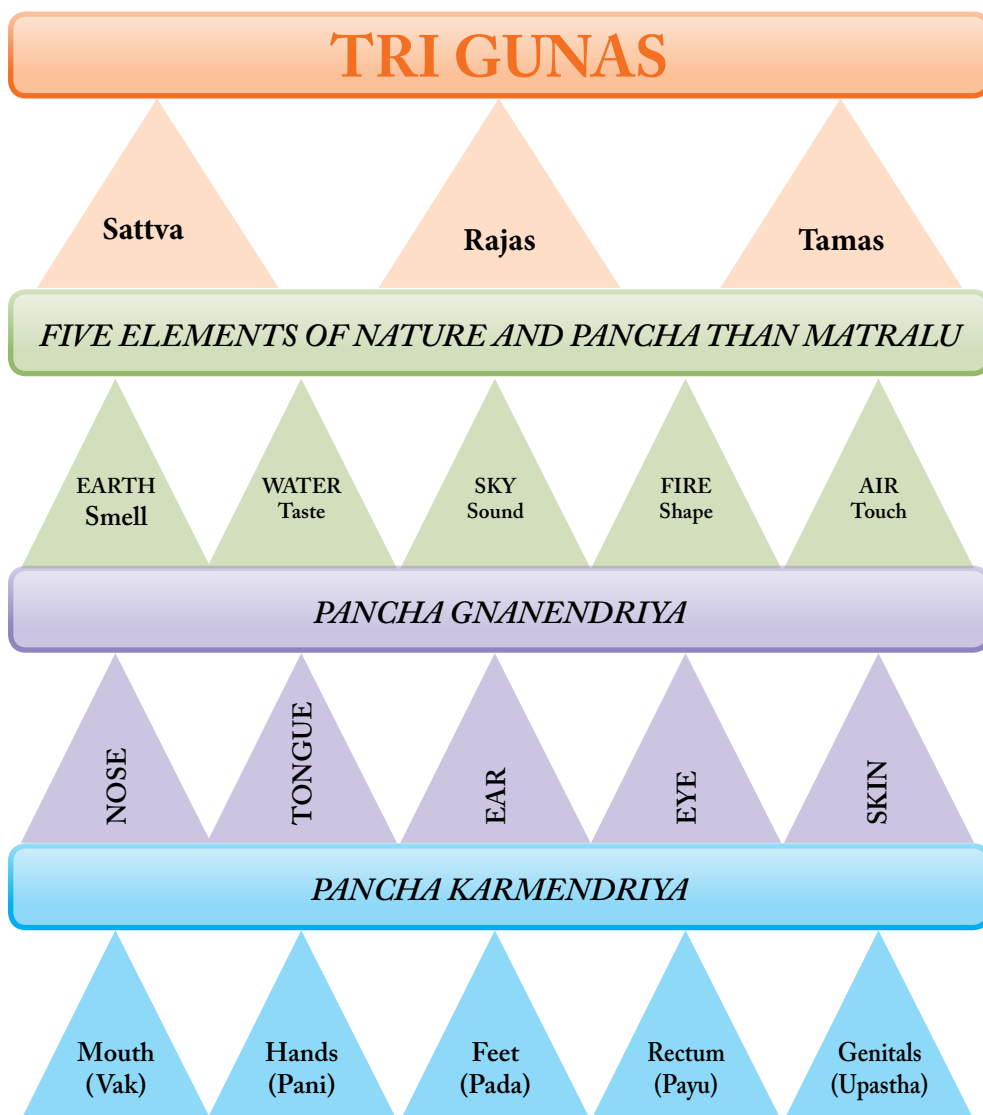 TRI GUNAS
Sattva
Rajas
Tamas
FIVE ELEMENTS OF NATURE AND PANCHA THAN MATRALU
EARTH
Smell
WATER
Taste
SKY
Sound
FIRE
Shape
AIR
Touch
PANCHA GNANENDRIYA
NOSE
TONGUE
EAR
EYE
SKIN
PANCHA KARMENDRIYA
Mouth
(Vak)
Hands
(Pani)
Feet
(Pada)
Rectum
(Payu)
Genitals
(Upastha)